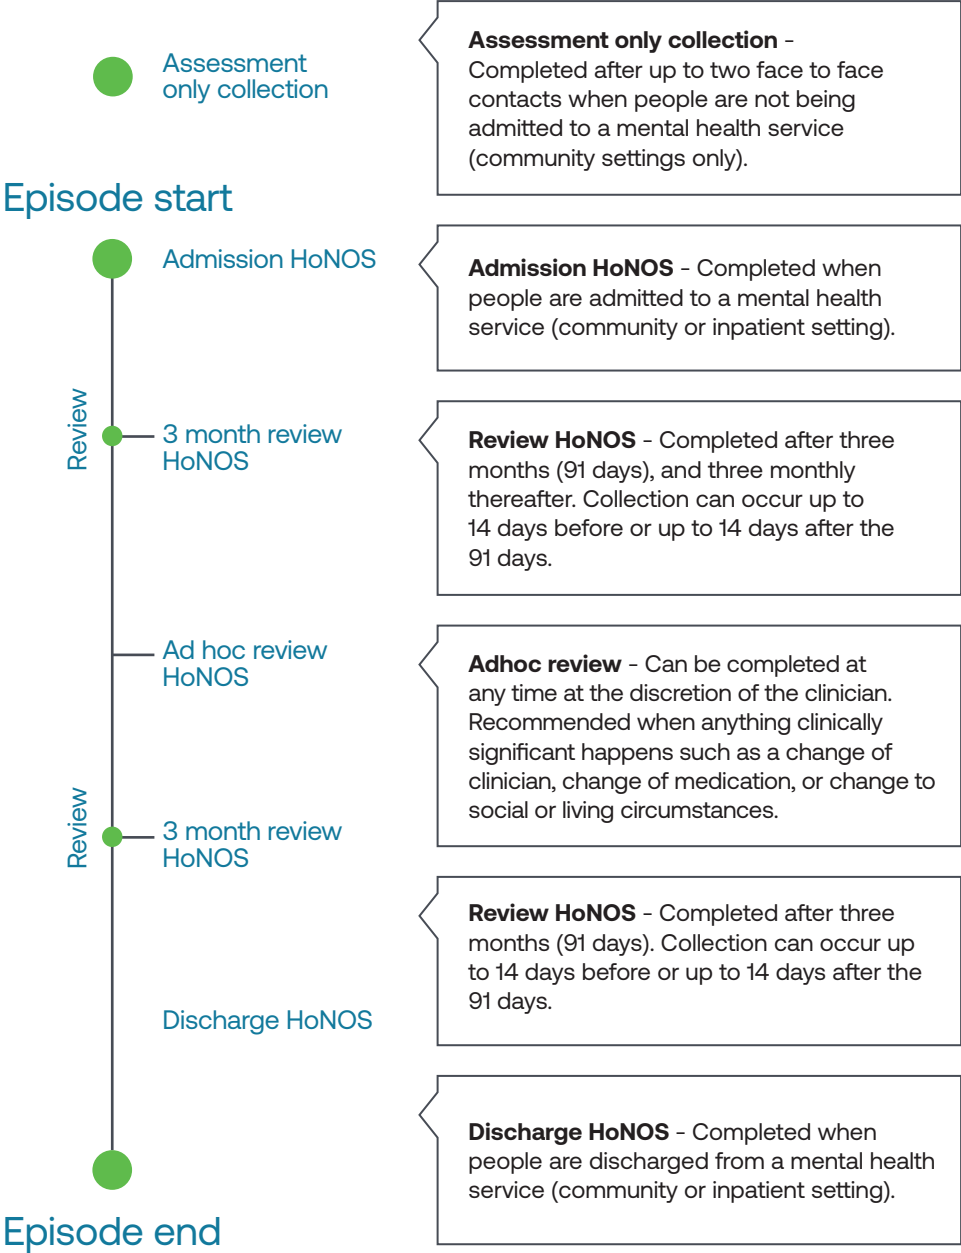 Assessment
only collection
Assessment only collection -
Completed after up to two face to face
contacts when people are not being
admitted to a mental health service
(community settings only).
Episode start
Admission HoNOS
Admission HoNOS - Completed when
people are admitted to a mental health
service (community or inpatient setting).
Review
3 month review
HoNOS
Review HoNOS - Completed after three
months (91 days), and three monthly
thereafter. Collection can occur up to
14 days before or up to 14 days after the
91 days.
Ad hoc review
HoNOS
Adhoc review - Can be completed at
any time at the discretion of the clinician.
Recommended when anything clinically
significant happens such as a change of
clinician, change of medication, or change to
social or living circumstances.
Review
3 month review
HoNOS
Review HoNOS - Completed after three
months (91 days). Collection can occur up
to 14 days before or up to 14 days after the
91 days.
Discharge HoNOS
Discharge HoNOS - Completed when
people are discharged from a mental health
service (community or inpatient setting).
Episode end